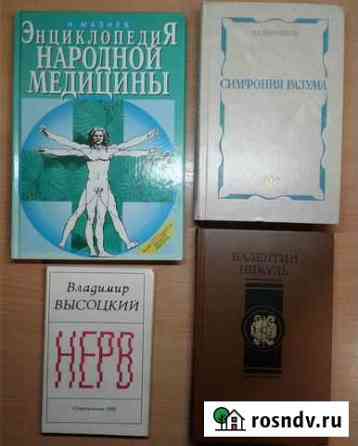 Н. МАЗНЕВ
ЭНЦИКЛОПЕДИЯ
НАРОДНОЙ
МЕДИЦИНЫ
СИМФОНИЯ РАЗУМА
Владимир
ВЫСОЦКИЙ
НЕРВ
ВАЛЕНТИН
ПИКУЛЬ
rosndv.ru